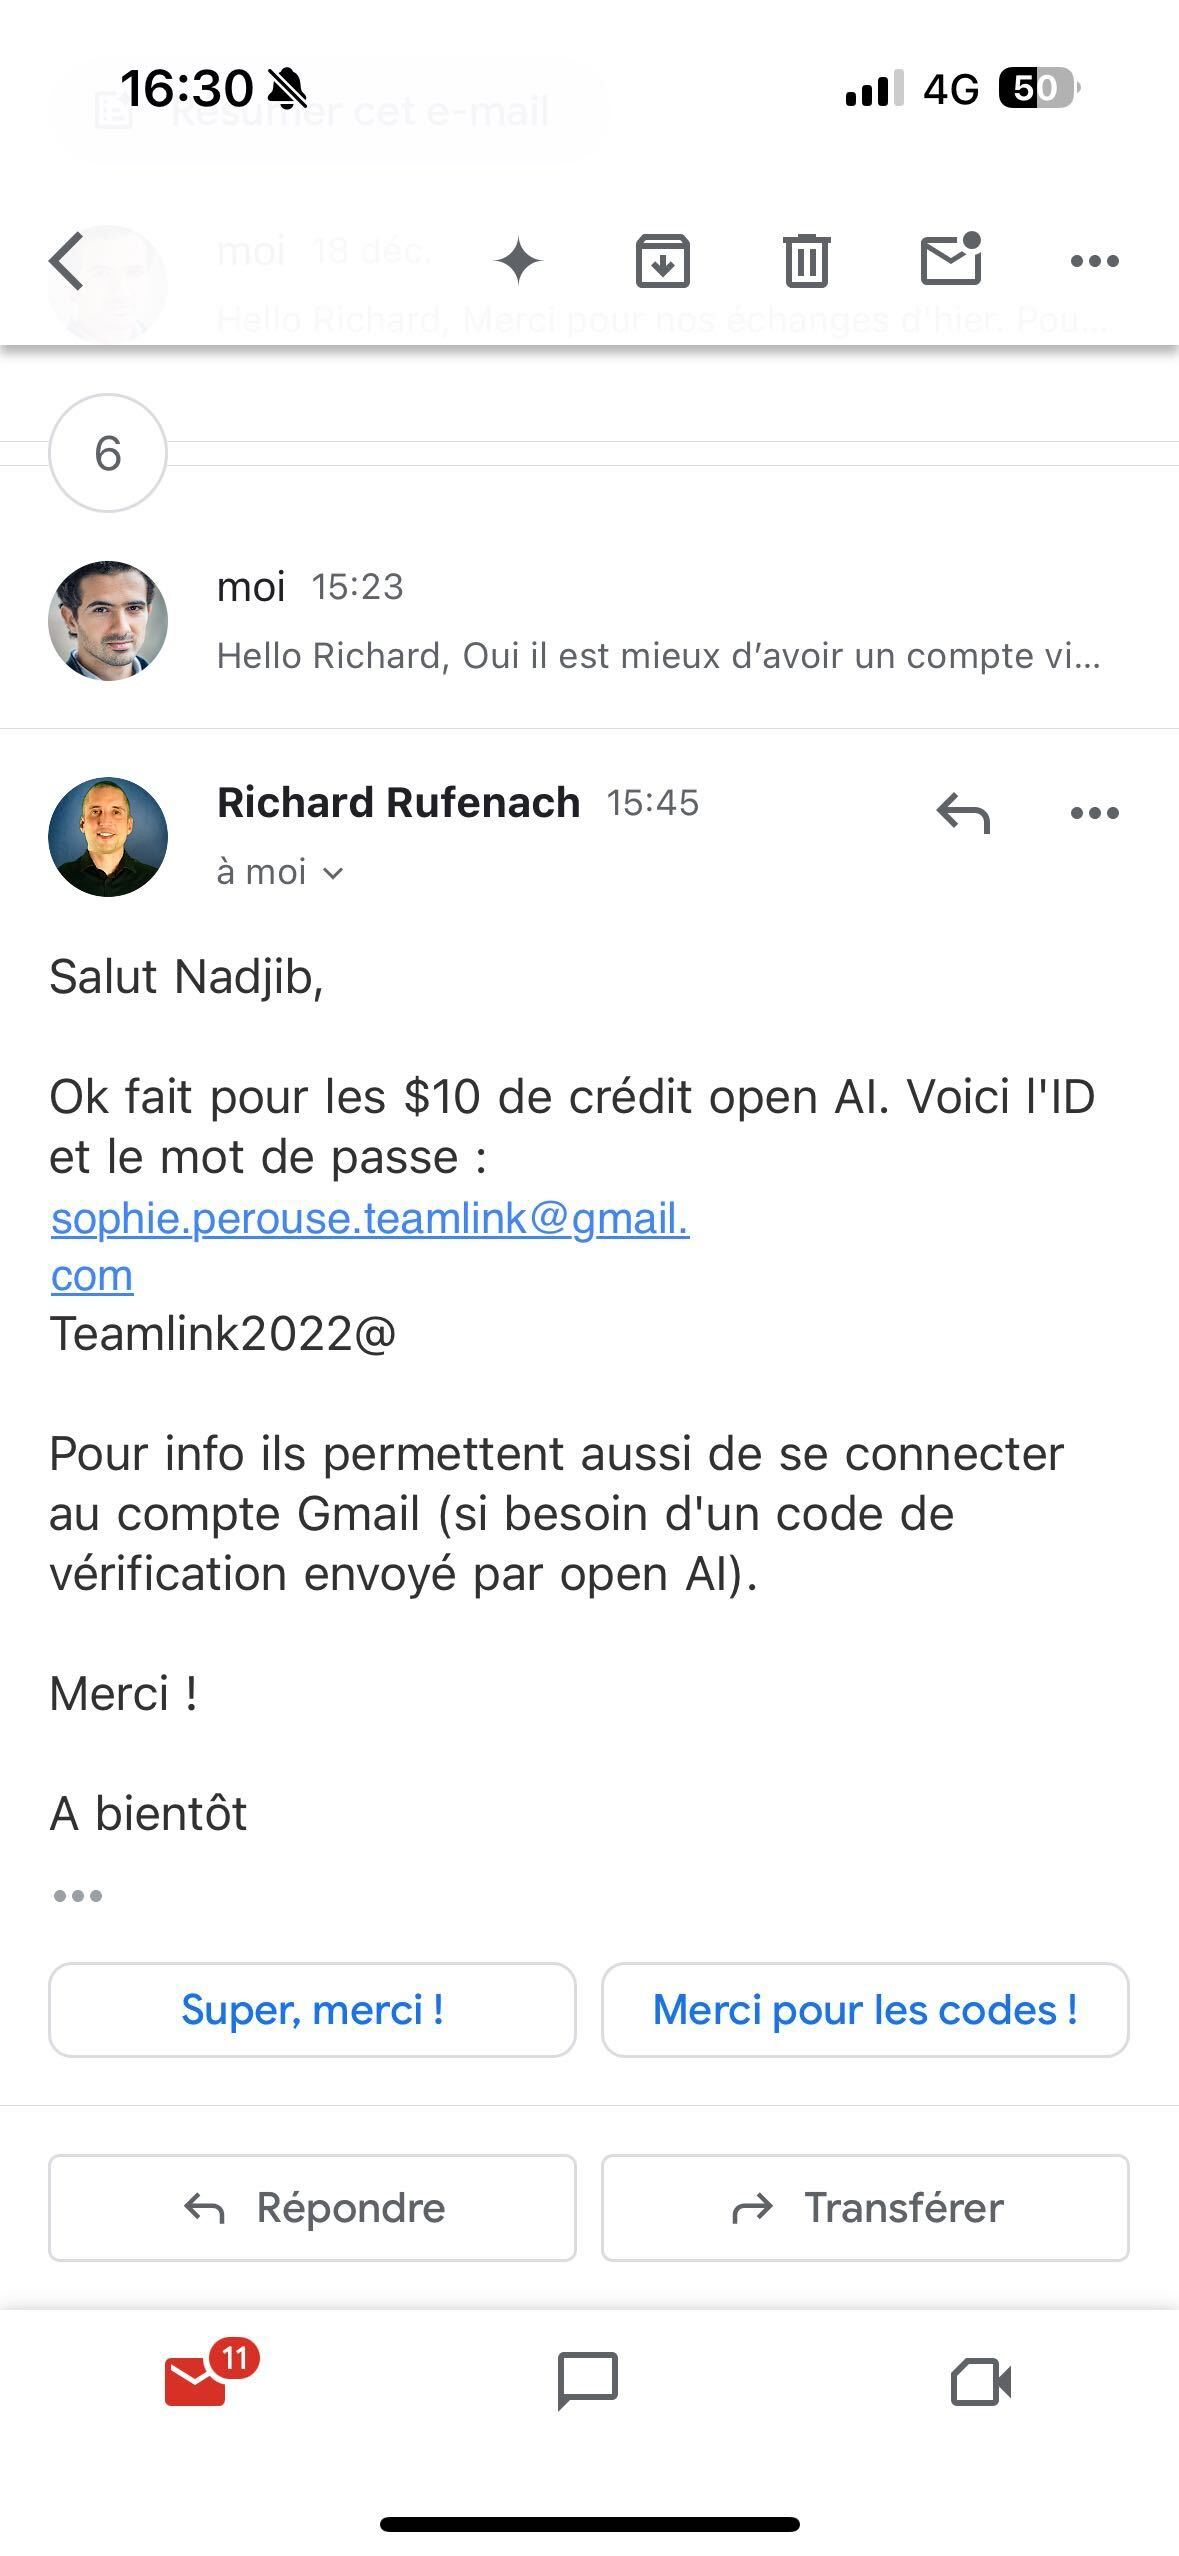 16:30
4G
50
Résumer cet e-mail
moi 18 déc.
Hello Richard, Merci pour nos échanges d'hier. Pou...
6
moi 15:23
Hello Richard, Oui il est mieux d’avoir un compte vi...
Richard Rufenach 15:45
à moi
Salut Nadjib,
Ok fait pour les $10 de crédit open AI. Voici l'ID
et le mot de passe :
sophie.perouse.teamlink@gmail.
com
Teamlink2022@
Pour info ils permettent aussi de se connecter
au compte Gmail (si besoin d'un code de
vérification envoyé par open AI).
Merci !
A bientôt
Super, merci !
Merci pour les codes !
Répondre
Transférer
11